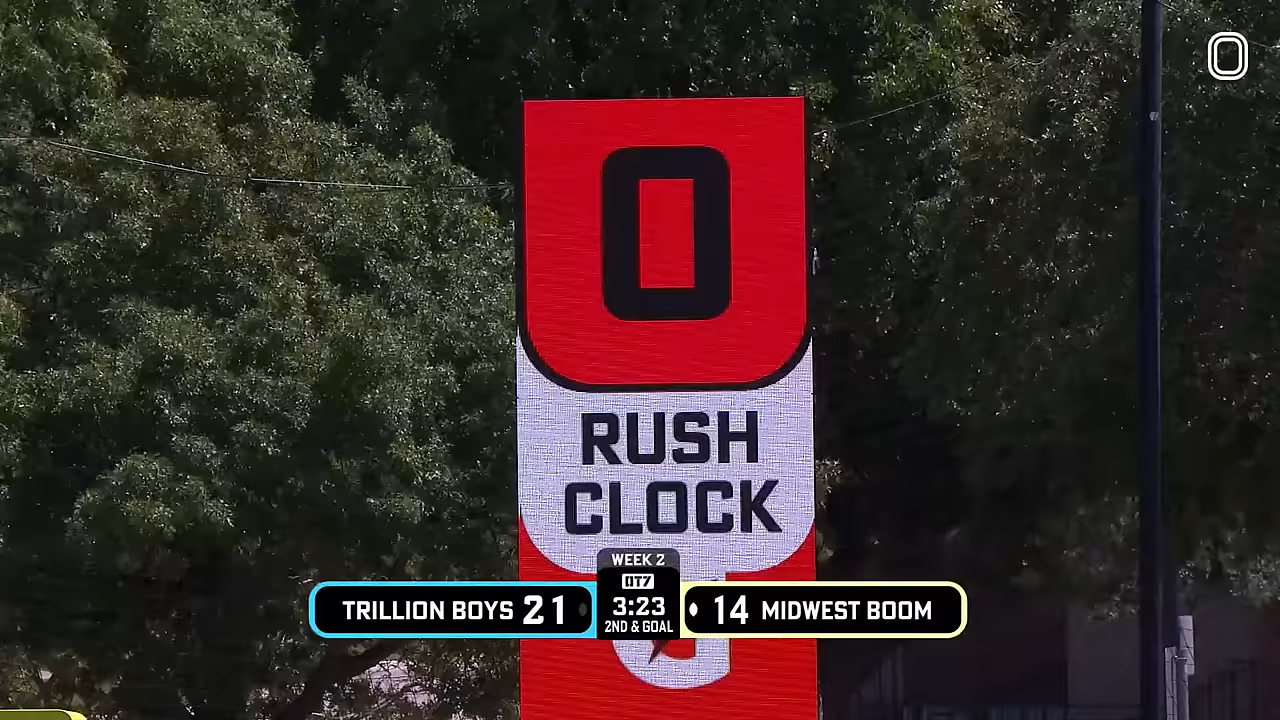 0
RUSH
CLOCK
WEEK 2
OT7
TRILLION BOYS 21
3:23
2ND & GOAL
14 MIDWEST BOOM